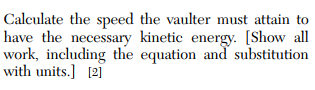 Calculate the speed the vaulter must attain to
have the necessary kinetic energy. [Show all
work, including the equation and substitution
with units.] [2]